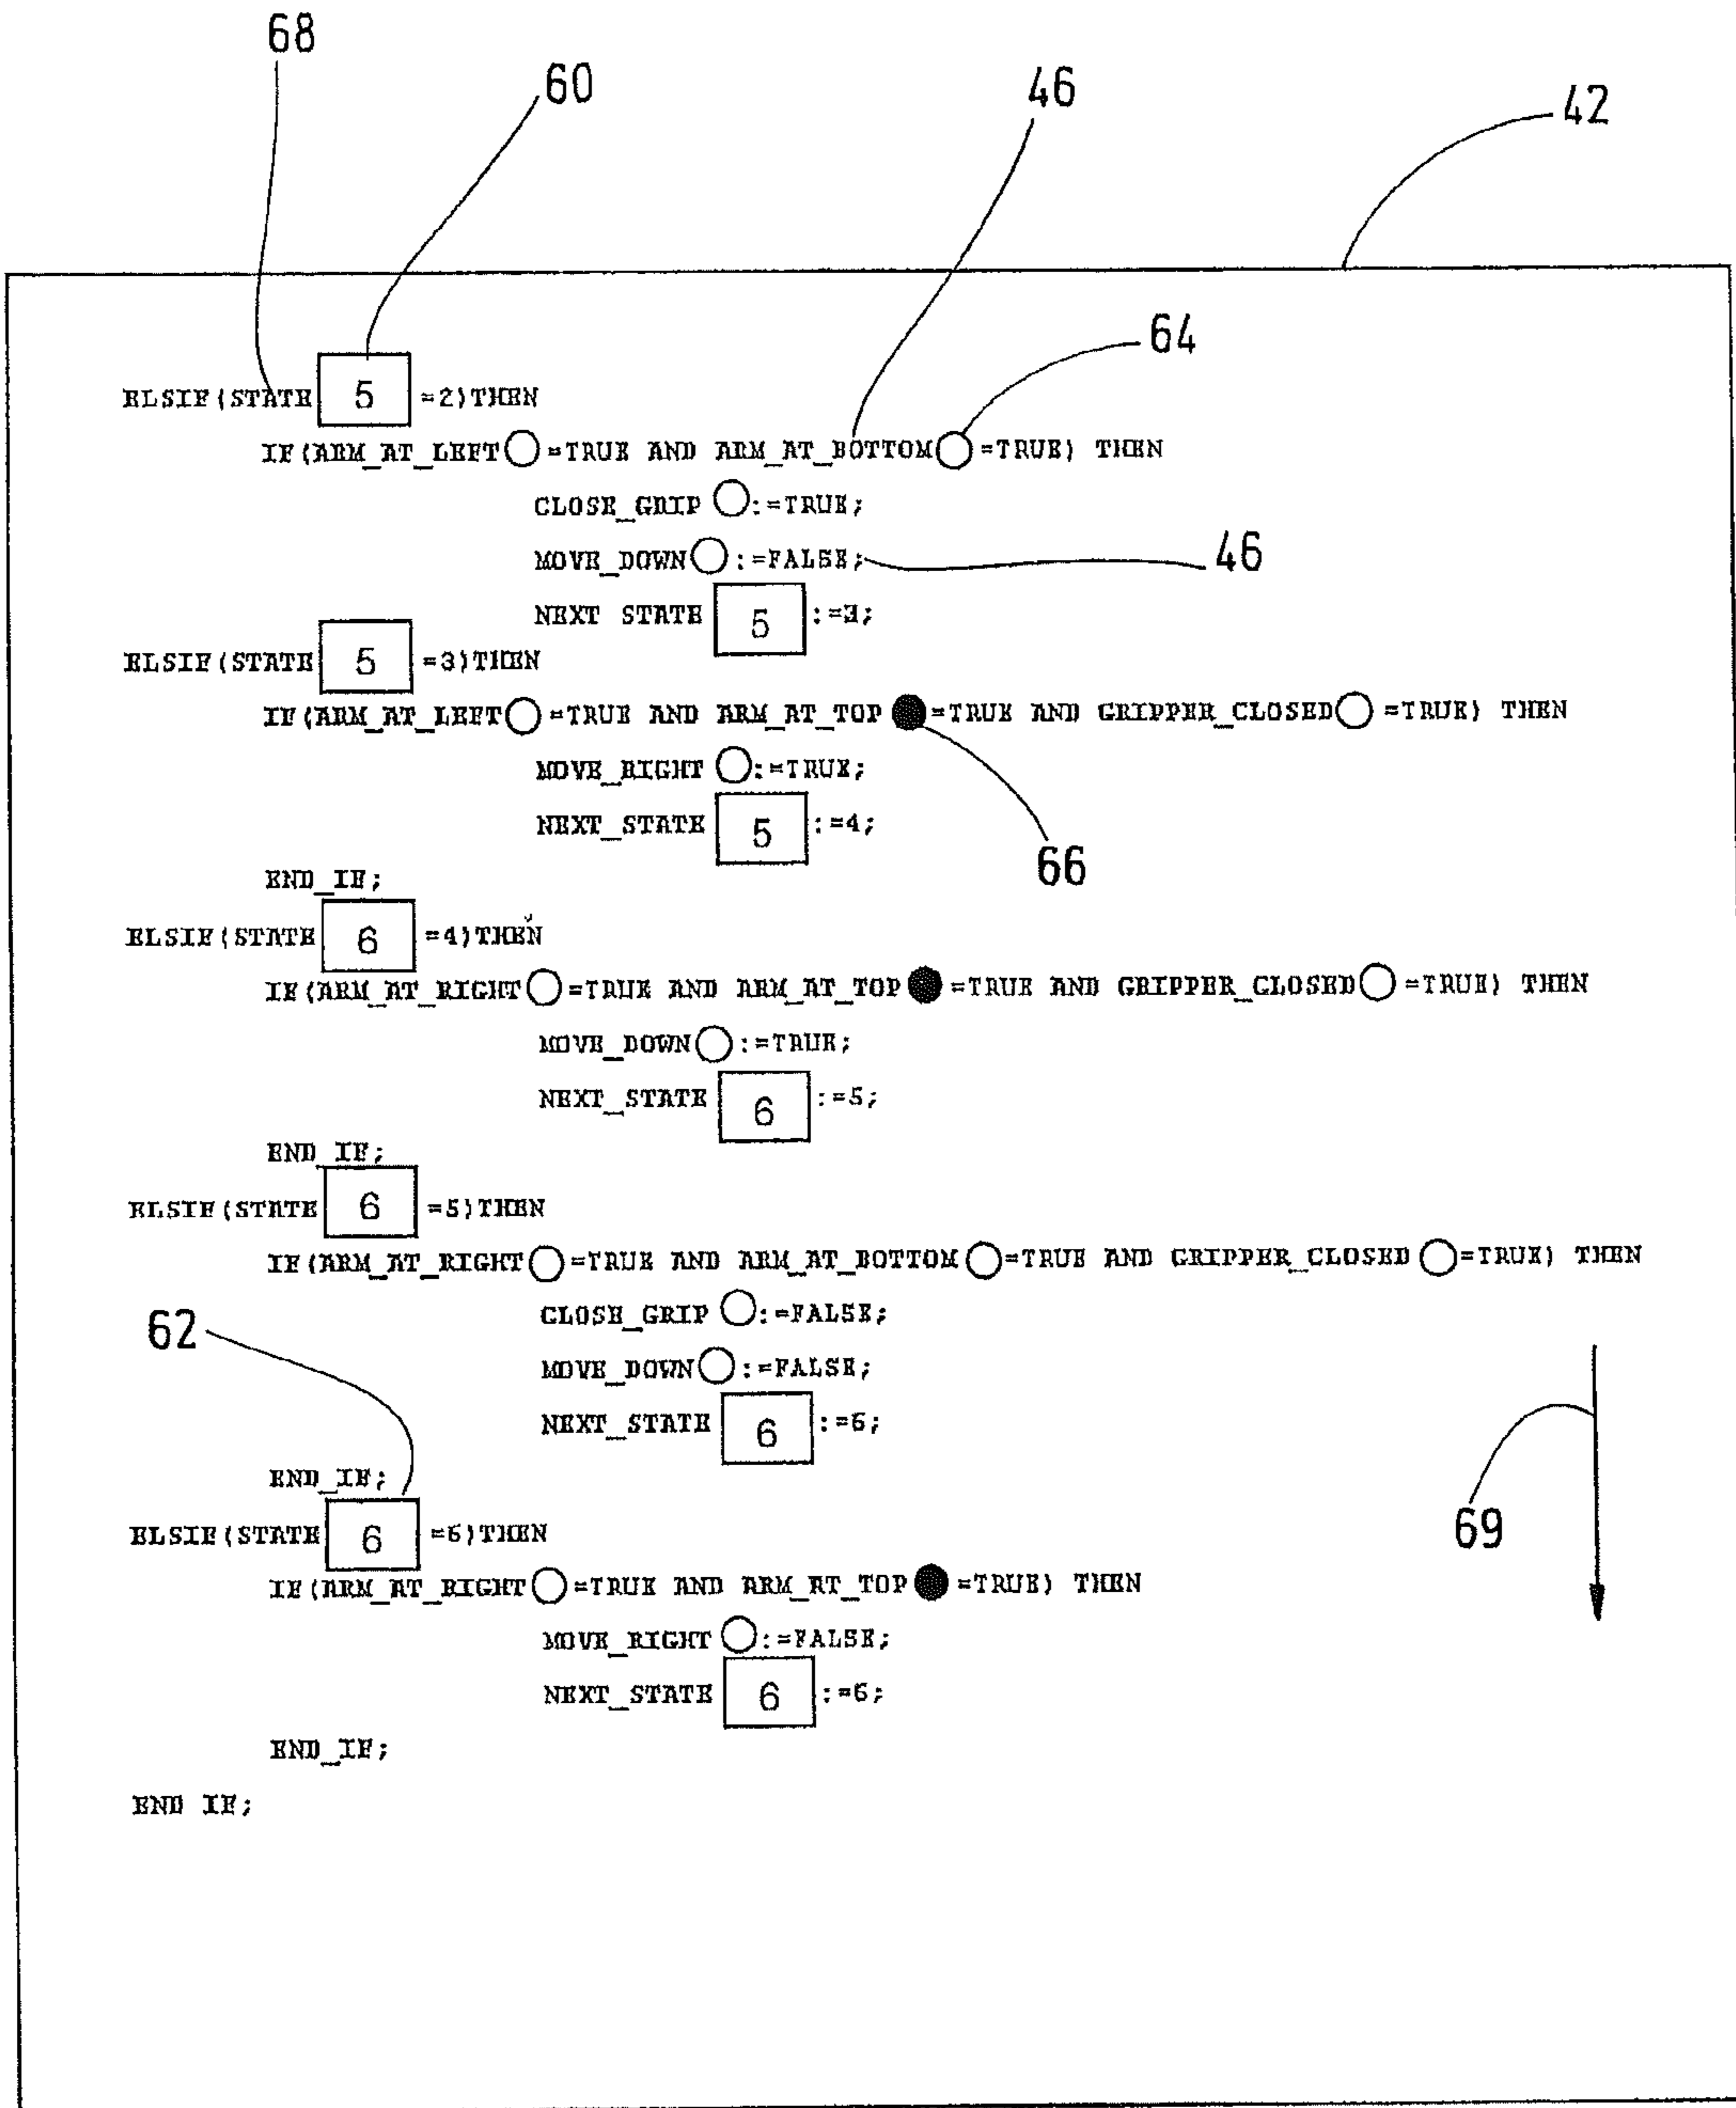 68
60
46
42
64
ELSIF(STATE 5 =2)THEN
IF(ARM_AT_LEFT =TRUE AND ARM_AT_BOTTOM =TRUE) THEN
CLOSE_GRIP :=TRUE;
MOVE_DOWN :=FALSE;
46
NEXT STATE 5 :=3;
ELSIF(STATE 5 =3)THEN
IF(ARM_AT_LEFT =TRUE AND ARM_AT_TOP =TRUE AND GRIPPER_CLOSED =TRUE) THEN
MOVE_RIGHT :=TRUE;
NEXT_STATE 5 :=4;
66
END_IF;
ELSIF(STATE 6 =4)THEN
IF(ARM_AT_RIGHT =TRUE AND ARM_AT_TOP =TRUE AND GRIPPER_CLOSED =TRUE) THEN
MOVE_DOWN :=TRUE;
NEXT_STATE 6 :=5;
END_IF;
ELSIF(STATE 6 =5)THEN
IF(ARM_AT_RIGHT =TRUE AND ARM_AT_BOTTOM =TRUE AND GRIPPER_CLOSED =TRUE) THEN
CLOSE_GRIP :=FALSE;
62
MOVE_DOWN :=FALSE;
NEXT_STATE 6 :=6;
END_IF;
ELSIF(STATE 6 =6)THEN
69
IF(ARM_AT_RIGHT =TRUE AND ARM_AT_TOP =TRUE) THEN
MOVE_RIGHT :=FALSE;
NEXT_STATE 6 :=6;
END_IF;
END IF;